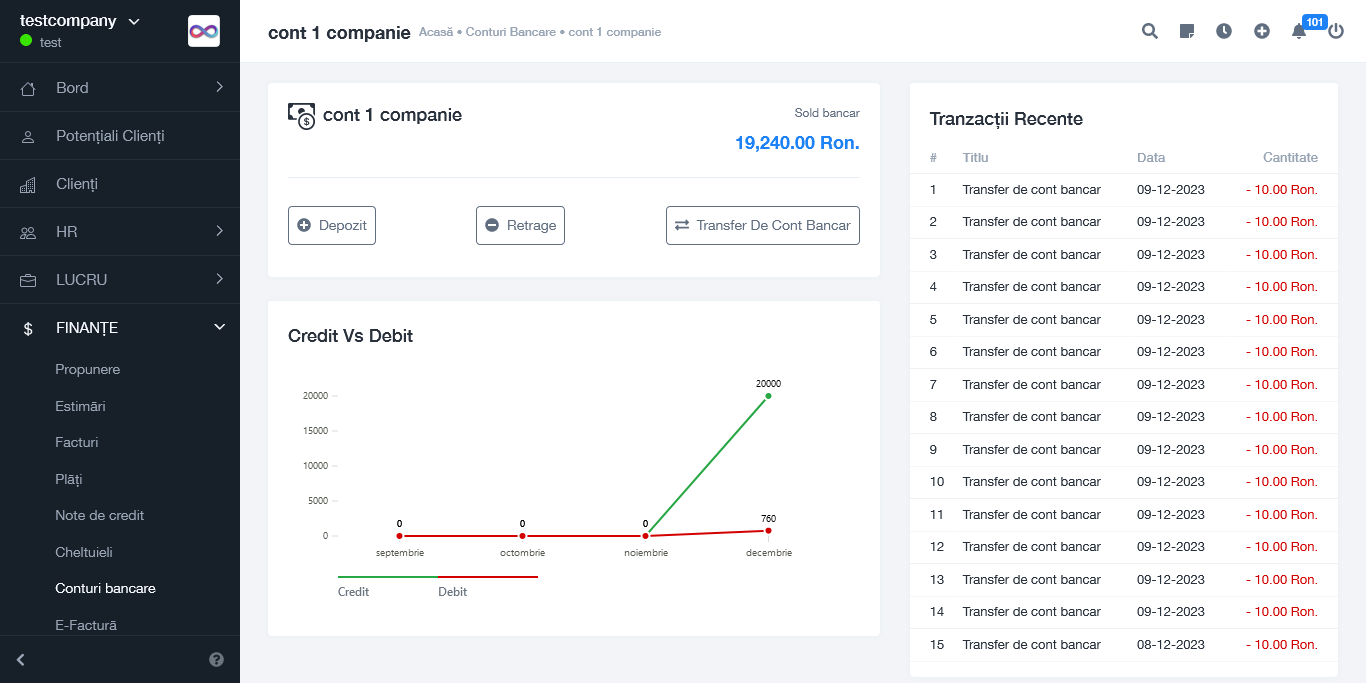 testcompany
test
Bord
Potențiali Clienți
Clienți
HR
LUCRU
$ FINANȚE
Propunere
Estimări
Facturi
Plăți
Note de credit
Cheltuieli
Conturi bancare
E-Factură
?
cont 1 companie Acasă • Conturi Bancare • cont 1 companie
101
cont 1 companie
Sold bancar
19,240.00 Ron.
Depozit Retrage Transfer De Cont Bancar
Credit Vs Debit
20000
20000
15000
10000
5000
0 0 0 0 760
septembrie octombrie noiembrie decembrie
Credit Debit
Tranzacții Recente
# Titlu Data Cantitate
1 Transfer de cont bancar 09-12-2023 - 10.00 Ron.
2 Transfer de cont bancar 09-12-2023 - 10.00 Ron.
3 Transfer de cont bancar 09-12-2023 - 10.00 Ron.
4 Transfer de cont bancar 09-12-2023 - 10.00 Ron.
5 Transfer de cont bancar 09-12-2023 - 10.00 Ron.
6 Transfer de cont bancar 09-12-2023 - 10.00 Ron.
7 Transfer de cont bancar 09-12-2023 - 10.00 Ron.
8 Transfer de cont bancar 09-12-2023 - 10.00 Ron.
9 Transfer de cont bancar 09-12-2023 - 10.00 Ron.
10 Transfer de cont bancar 09-12-2023 - 10.00 Ron.
11 Transfer de cont bancar 09-12-2023 - 10.00 Ron.
12 Transfer de cont bancar 09-12-2023 - 10.00 Ron.
13 Transfer de cont bancar 09-12-2023 - 10.00 Ron.
14 Transfer de cont bancar 09-12-2023 - 10.00 Ron.
15 Transfer de cont bancar 08-12-2023 - 10.00 Ron.